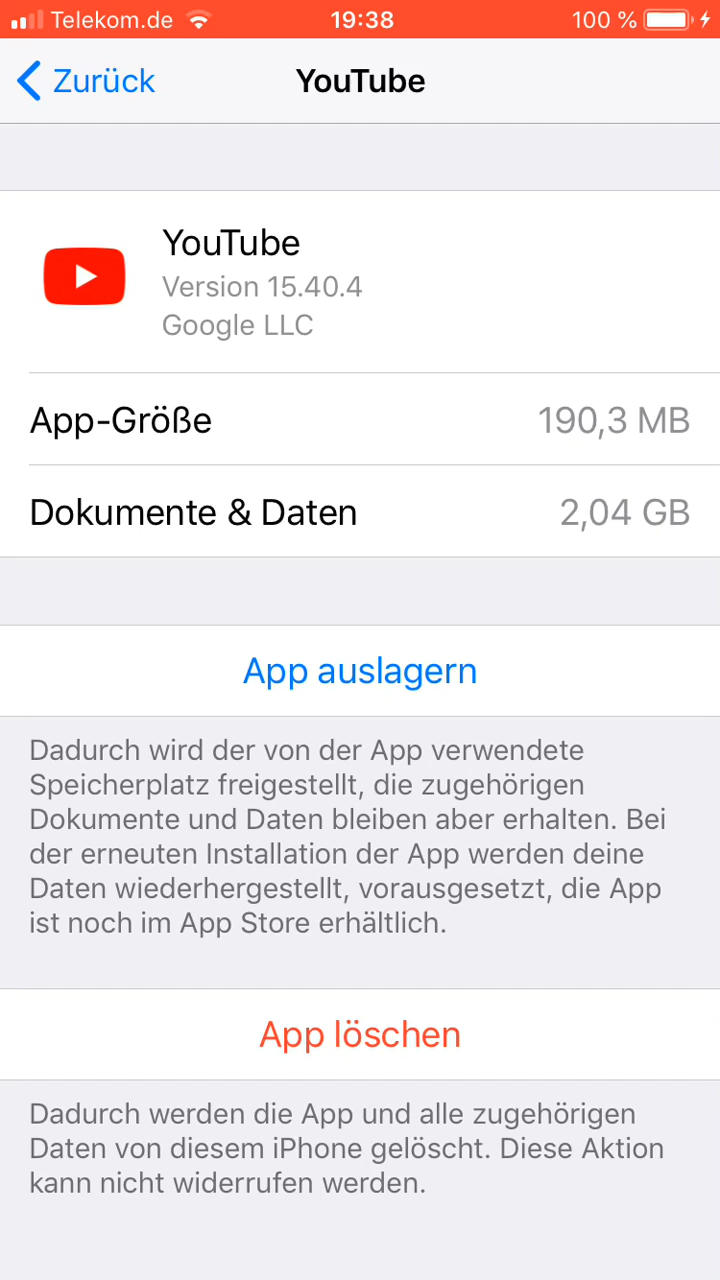 Telekom.de 19:38 100 %
Zurück YouTube
YouTube
Version 15.40.4
Google LLC
App-Größe 190,3 MB
Dokumente & Daten 2,04 GB
App auslagern
Dadurch wird der von der App verwendete
Speicherplatz freigestellt, die zugehörigen
Dokumente und Daten bleiben aber erhalten. Bei
der erneuten Installation der App werden deine
Daten wiederhergestellt, vorausgesetzt, die App
ist noch im App Store erhältlich.
App löschen
Dadurch werden die App und alle zugehörigen
Daten von diesem iPhone gelöscht. Diese Aktion
kann nicht widerrufen werden.